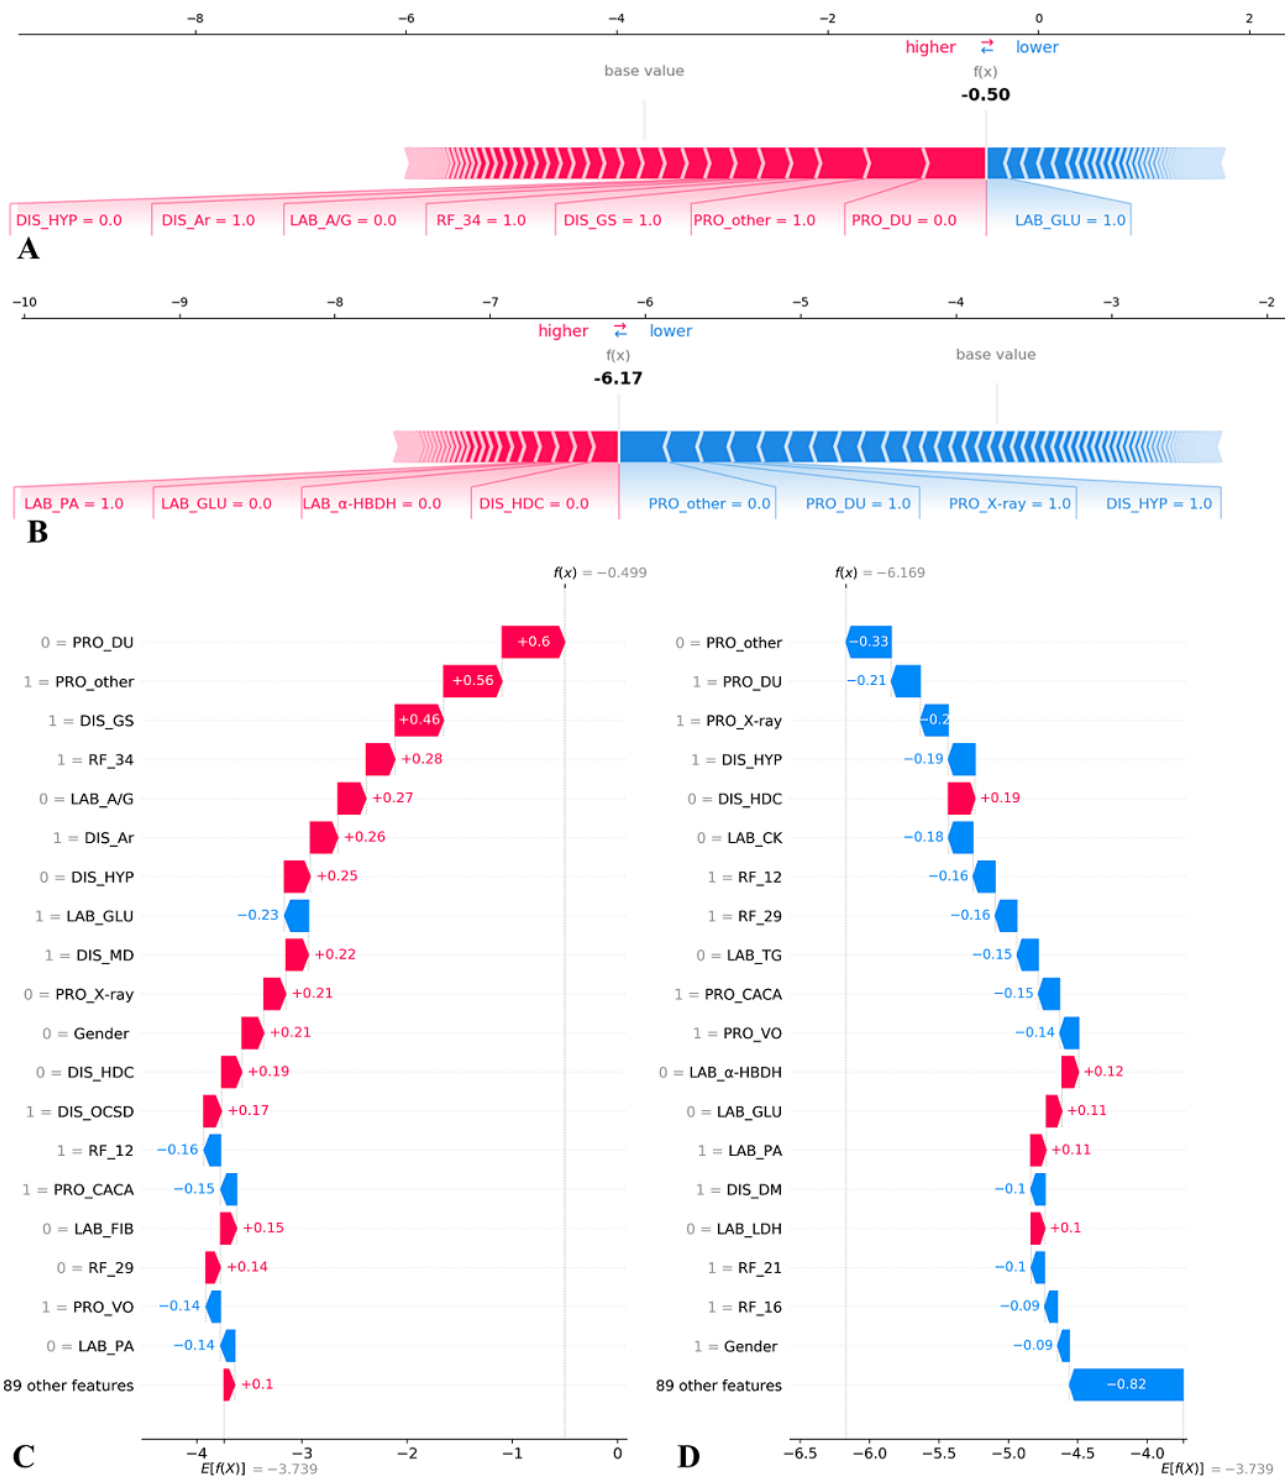 −8 −6 −4 −2 0 2
higher ⇄ lower
base value f(x)
-0.50
DIS_HYP = 0.0 DIS_Ar = 1.0 LAB_A/G = 0.0 RF_34 = 1.0 DIS_GS = 1.0 PRO_other = 1.0 PRO_DU = 0.0 LAB_GLU = 1.0
A
−10 −9 −8 −7 −6 −5 −4 −3 −2
higher ⇄ lower
f(x) base value
-6.17
LAB_PA = 1.0 LAB_GLU = 0.0 LAB_α-HBDH = 0.0 DIS_HDC = 0.0 PRO_other = 0.0 PRO_DU = 1.0 PRO_X-ray = 1.0 DIS_HYP = 1.0
B
f(x) = −0.499
0 = PRO_DU +0.6
1 = PRO_other +0.56
1 = DIS_GS +0.46
1 = RF_34 +0.28
0 = LAB_A/G +0.27
1 = DIS_Ar +0.26
0 = DIS_HYP +0.25
1 = LAB_GLU −0.23
1 = DIS_MD +0.22
0 = PRO_X-ray +0.21
0 = Gender +0.21
0 = DIS_HDC +0.19
1 = DIS_OCSD +0.17
1 = RF_12 −0.16
1 = PRO_CACA −0.15
0 = LAB_FIB +0.15
0 = RF_29 +0.14
1 = PRO_VO −0.14
0 = LAB_PA −0.14
89 other features +0.1
−4 −3 −2 −1 0
E[f(X)] = −3.739
C
f(x) = −6.169
0 = PRO_other −0.33
1 = PRO_DU −0.21
1 = PRO_X-ray −0.2
1 = DIS_HYP −0.19
0 = DIS_HDC +0.19
0 = LAB_CK −0.18
1 = RF_12 −0.16
1 = RF_29 −0.16
0 = LAB_TG −0.15
1 = PRO_CACA −0.15
1 = PRO_VO −0.14
0 = LAB_α-HBDH +0.12
0 = LAB_GLU +0.11
1 = LAB_PA +0.11
1 = DIS_DM −0.1
0 = LAB_LDH +0.1
1 = RF_21 −0.1
1 = RF_16 −0.09
1 = Gender −0.09
89 other features −0.82
−6.5 −6.0 −5.5 −5.0 −4.5 −4.0
E[f(X)] = −3.739
D